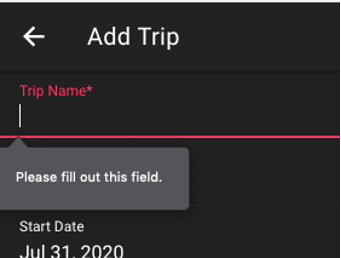 Add Trip
Trip Name*
Please fill out this field.
Start Date
Jul 31, 2020